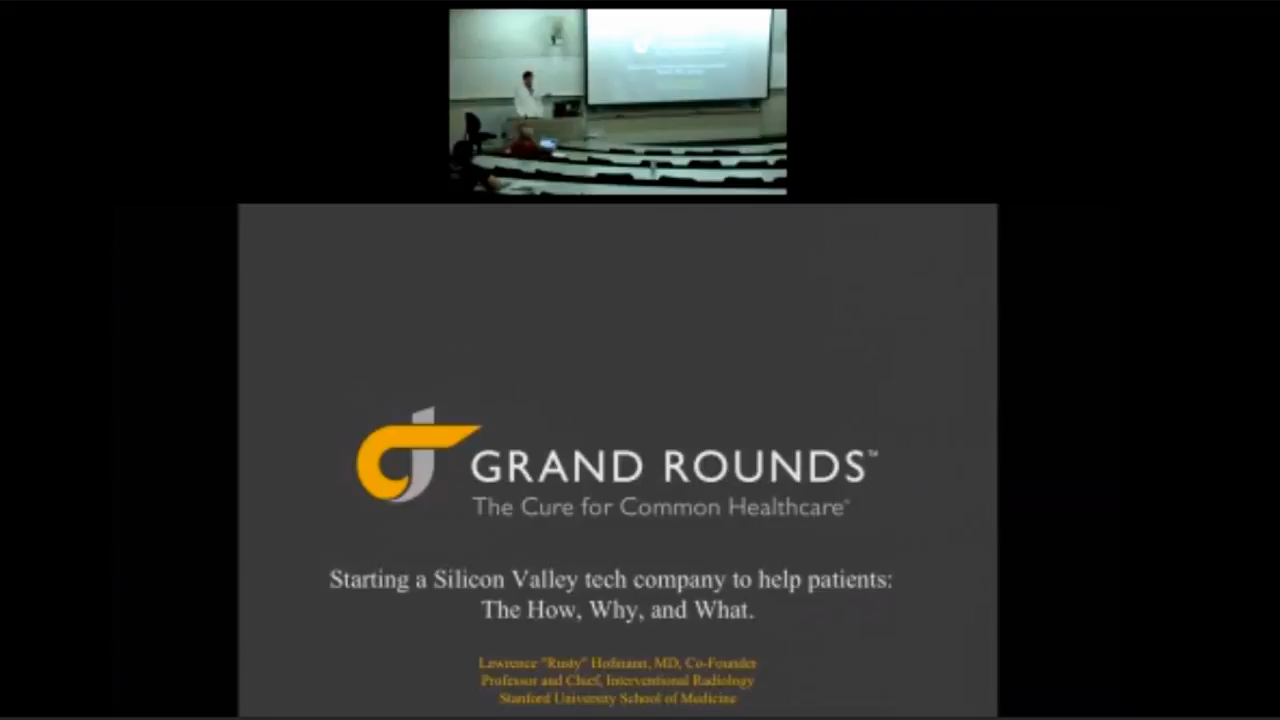 GRAND ROUNDS™
The Cure for Common Healthcare®
Starting a Silicon Valley tech company to help patients:
The How, Why, and What.
Lawrence "Rusty" Hofmann, MD, Co-Founder
Professor and Chief, Interventional Radiology
Stanford University School of Medicine